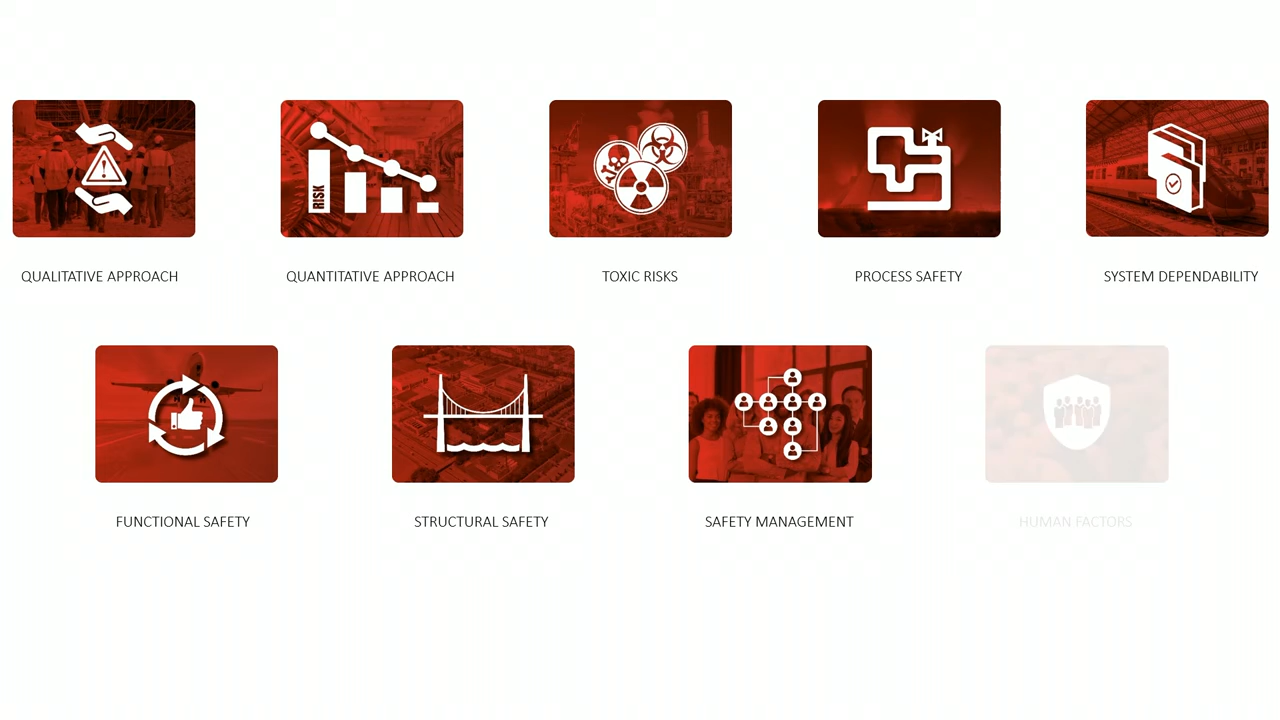 RISK
QUALITATIVE APPROACH
QUANTITATIVE APPROACH
TOXIC RISKS
PROCESS SAFETY
SYSTEM DEPENDABILITY
FUNCTIONAL SAFETY
STRUCTURAL SAFETY
SAFETY MANAGEMENT
HUMAN FACTORS